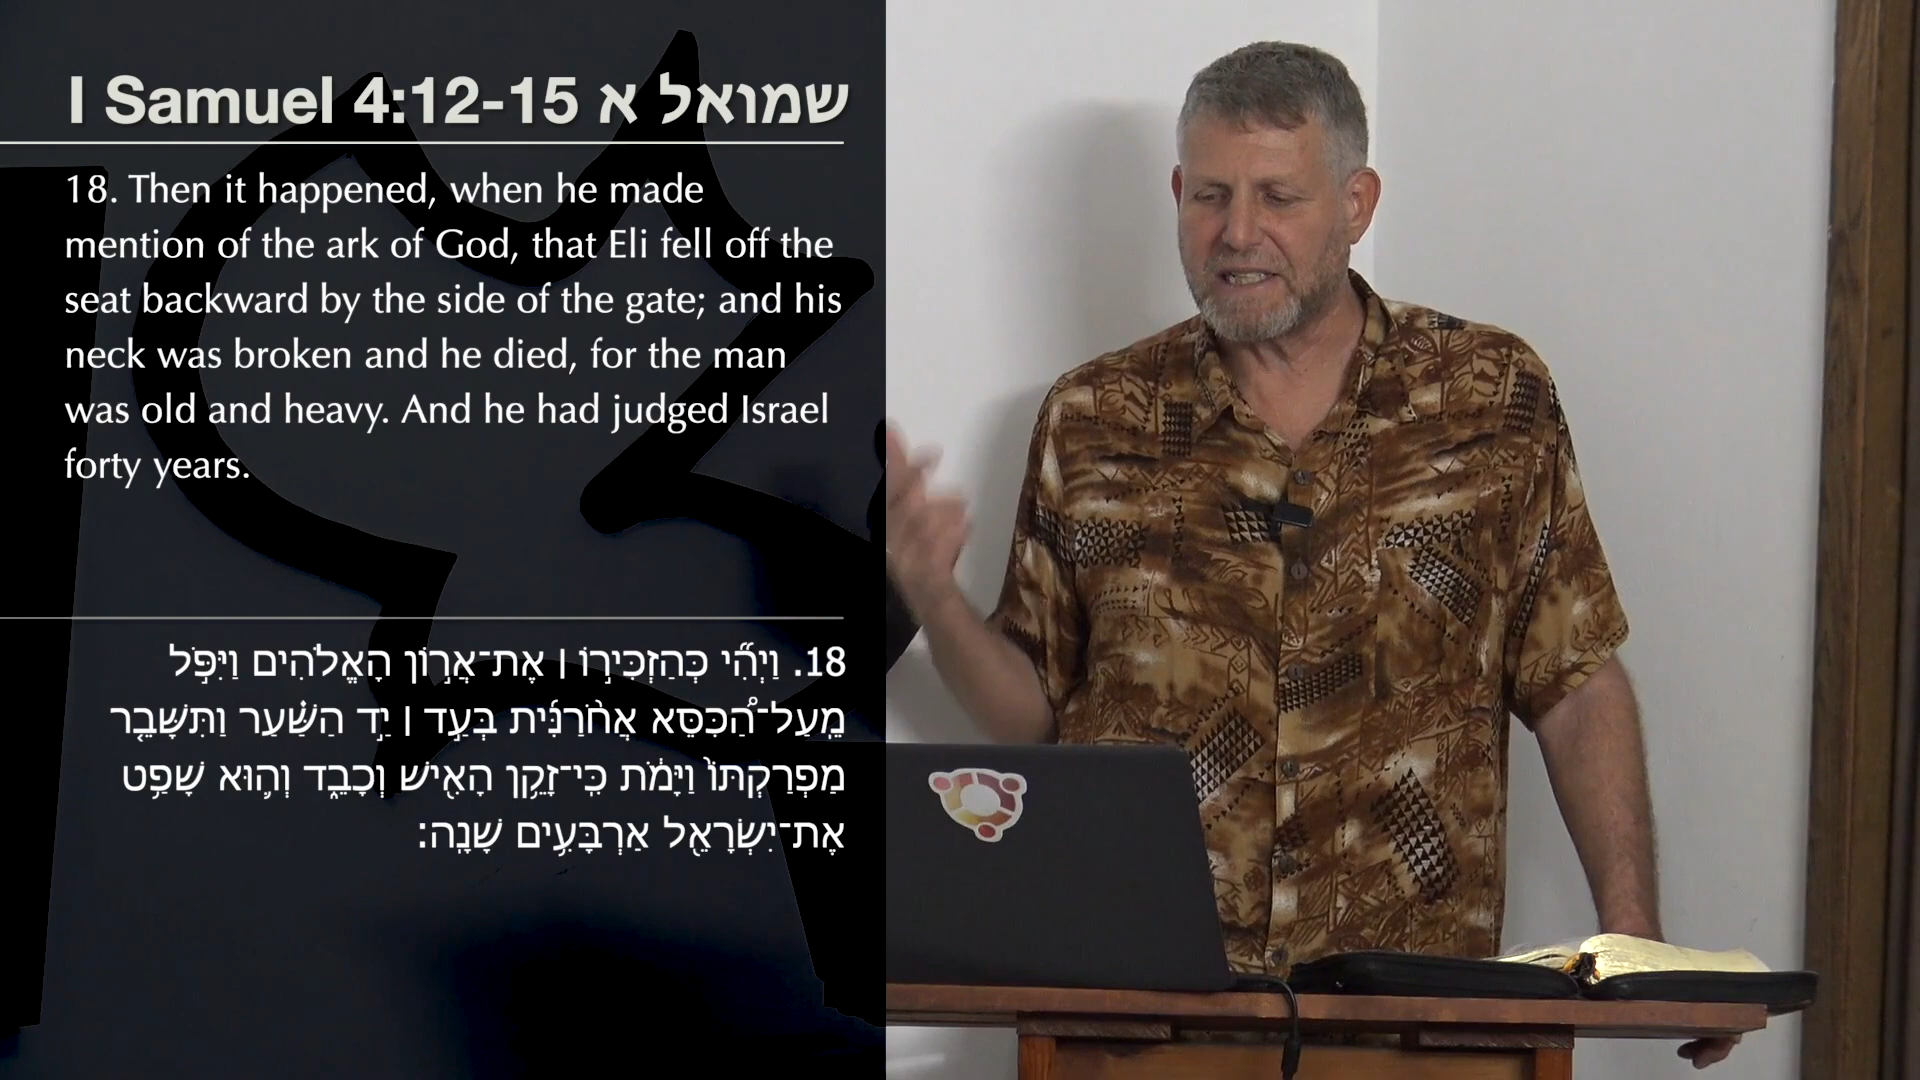 I Samuel 4:12-15 שמואל א
18. Then it happened, when he made
mention of the ark of God, that Eli fell off the
seat backward by the side of the gate; and his
neck was broken and he died, for the man
was old and heavy. And he had judged Israel
forty years.
18. וַיְהִ֞י כְּהַזְכִּיר֣וֹ ׀ אֶת־אֲר֣וֹן הָאֱלֹהִ֗ים וַיִּפֹּ֣ל
מֵֽעַל־הַ֠כִּסֵּא אֲחֹ֨רַנִּ֜ית בְּעַ֣ד ׀ יַ֣ד הַשַּׁ֗עַר וַתִּשָּׁבֵ֤ר
מַפְרַקְתּוֹ֙ וַיָּמֹ֔ת כִּֽי־זָקֵ֥ן הָאִ֖ישׁ וְכָבֵ֑ד וְה֛וּא שָׁפַ֥ט
אֶת־יִשְׂרָאֵ֖ל אַרְבָּעִ֥ים שָׁנָֽה׃